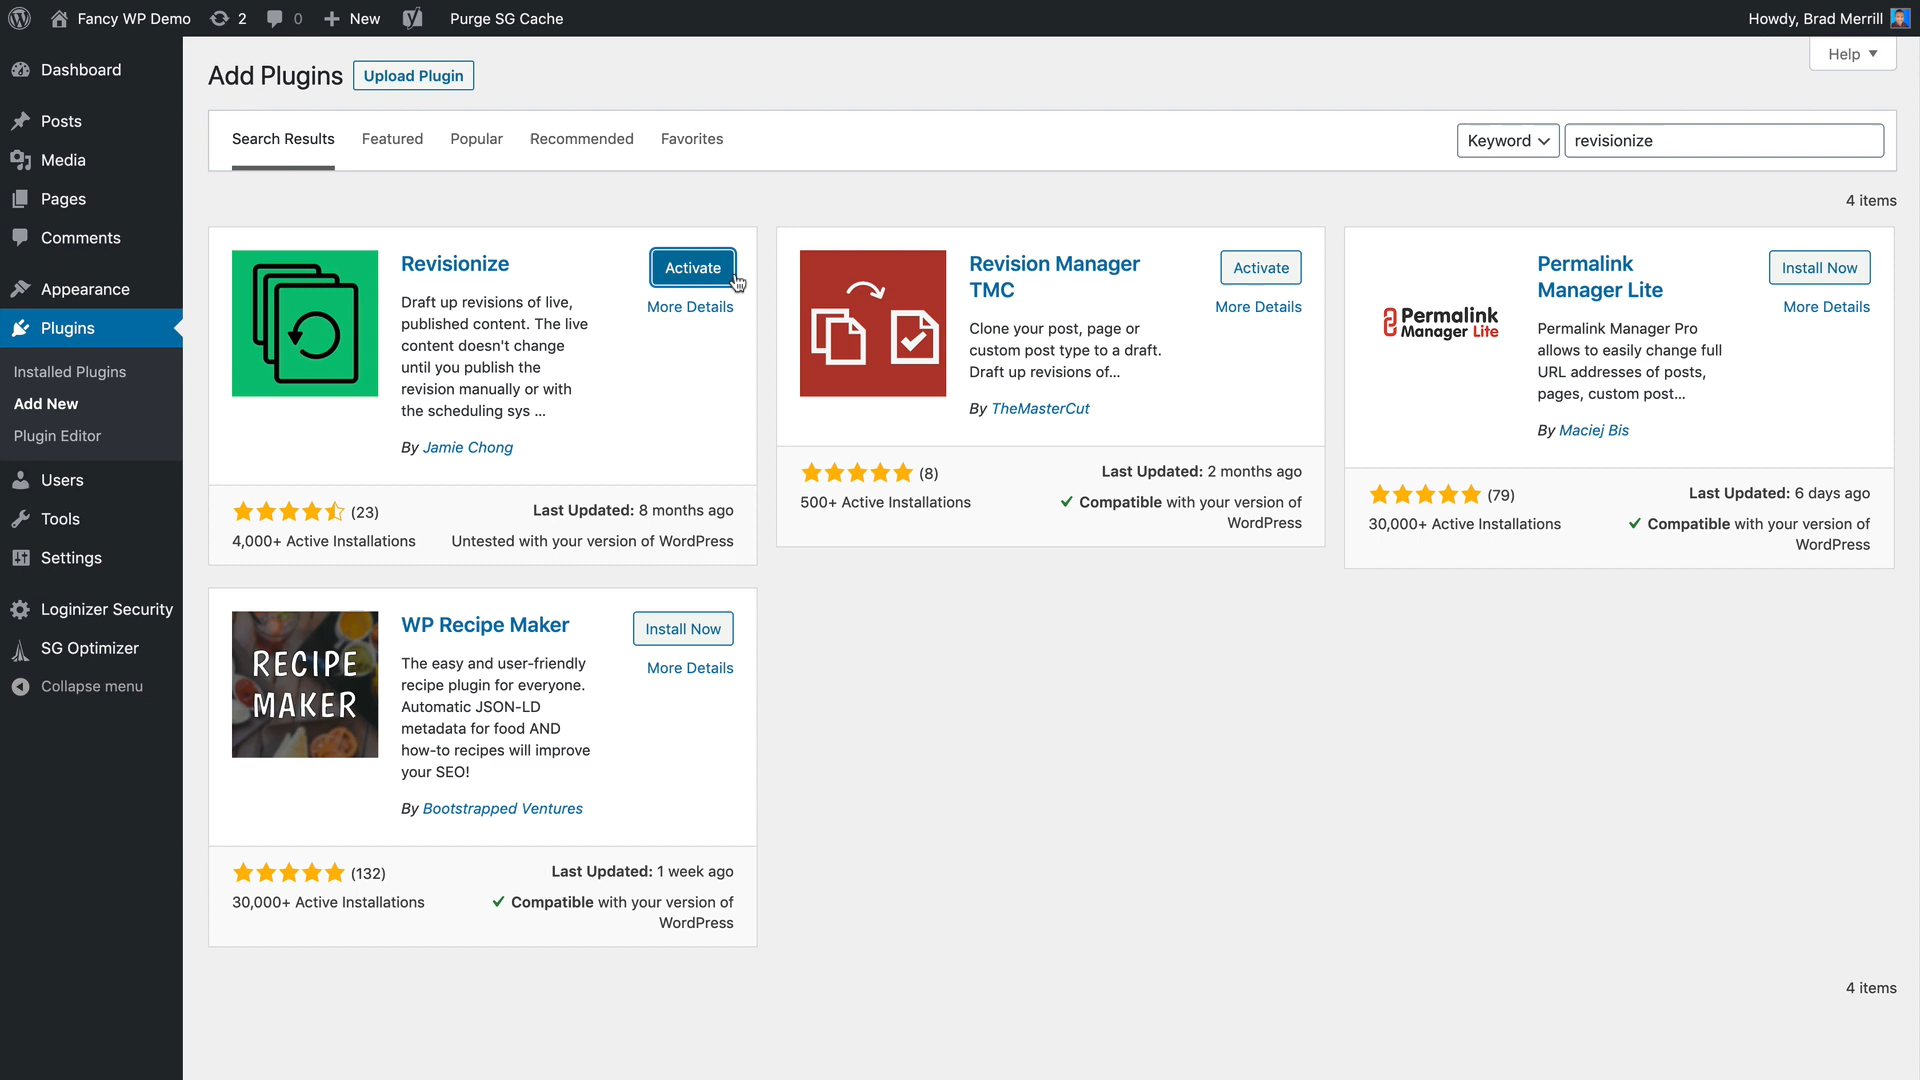 Fancy WP Demo
2
0
New
Purge SG Cache
Howdy, Brad Merrill
Dashboard
Posts
Media
Pages
Comments
Appearance
Plugins
Installed Plugins
Add New
Plugin Editor
Users
Tools
Settings
Loginizer Security
SG Optimizer
Collapse menu
Help
Add Plugins
Upload Plugin
Search Results
Featured
Popular
Recommended
Favorites
Keyword
revisionize
4 items
Revisionize
Activate
More Details
Draft up revisions of live,
published content. The live
content doesn't change
until you publish the
revision manually or with
the scheduling sys ...
By Jamie Chong
(23)
Last Updated: 8 months ago
4,000+ Active Installations
Untested with your version of WordPress
Revision Manager
TMC
Activate
More Details
Clone your post, page or
custom post type to a draft.
Draft up revisions of...
By TheMasterCut
(8)
Last Updated: 2 months ago
500+ Active Installations
Compatible with your version of
WordPress
Permalink
Manager Lite
Permalink
Manager Lite
Install Now
More Details
Permalink Manager Pro
allows to easily change full
URL addresses of posts,
pages, custom post...
By Maciej Bis
(79)
Last Updated: 6 days ago
30,000+ Active Installations
Compatible with your version of
WordPress
RECIPE
MAKER
WP Recipe Maker
Install Now
More Details
The easy and user-friendly
recipe plugin for everyone.
Automatic JSON-LD
metadata for food AND
how-to recipes will improve
your SEO!
By Bootstrapped Ventures
(132)
Last Updated: 1 week ago
30,000+ Active Installations
Compatible with your version of
WordPress
4 items